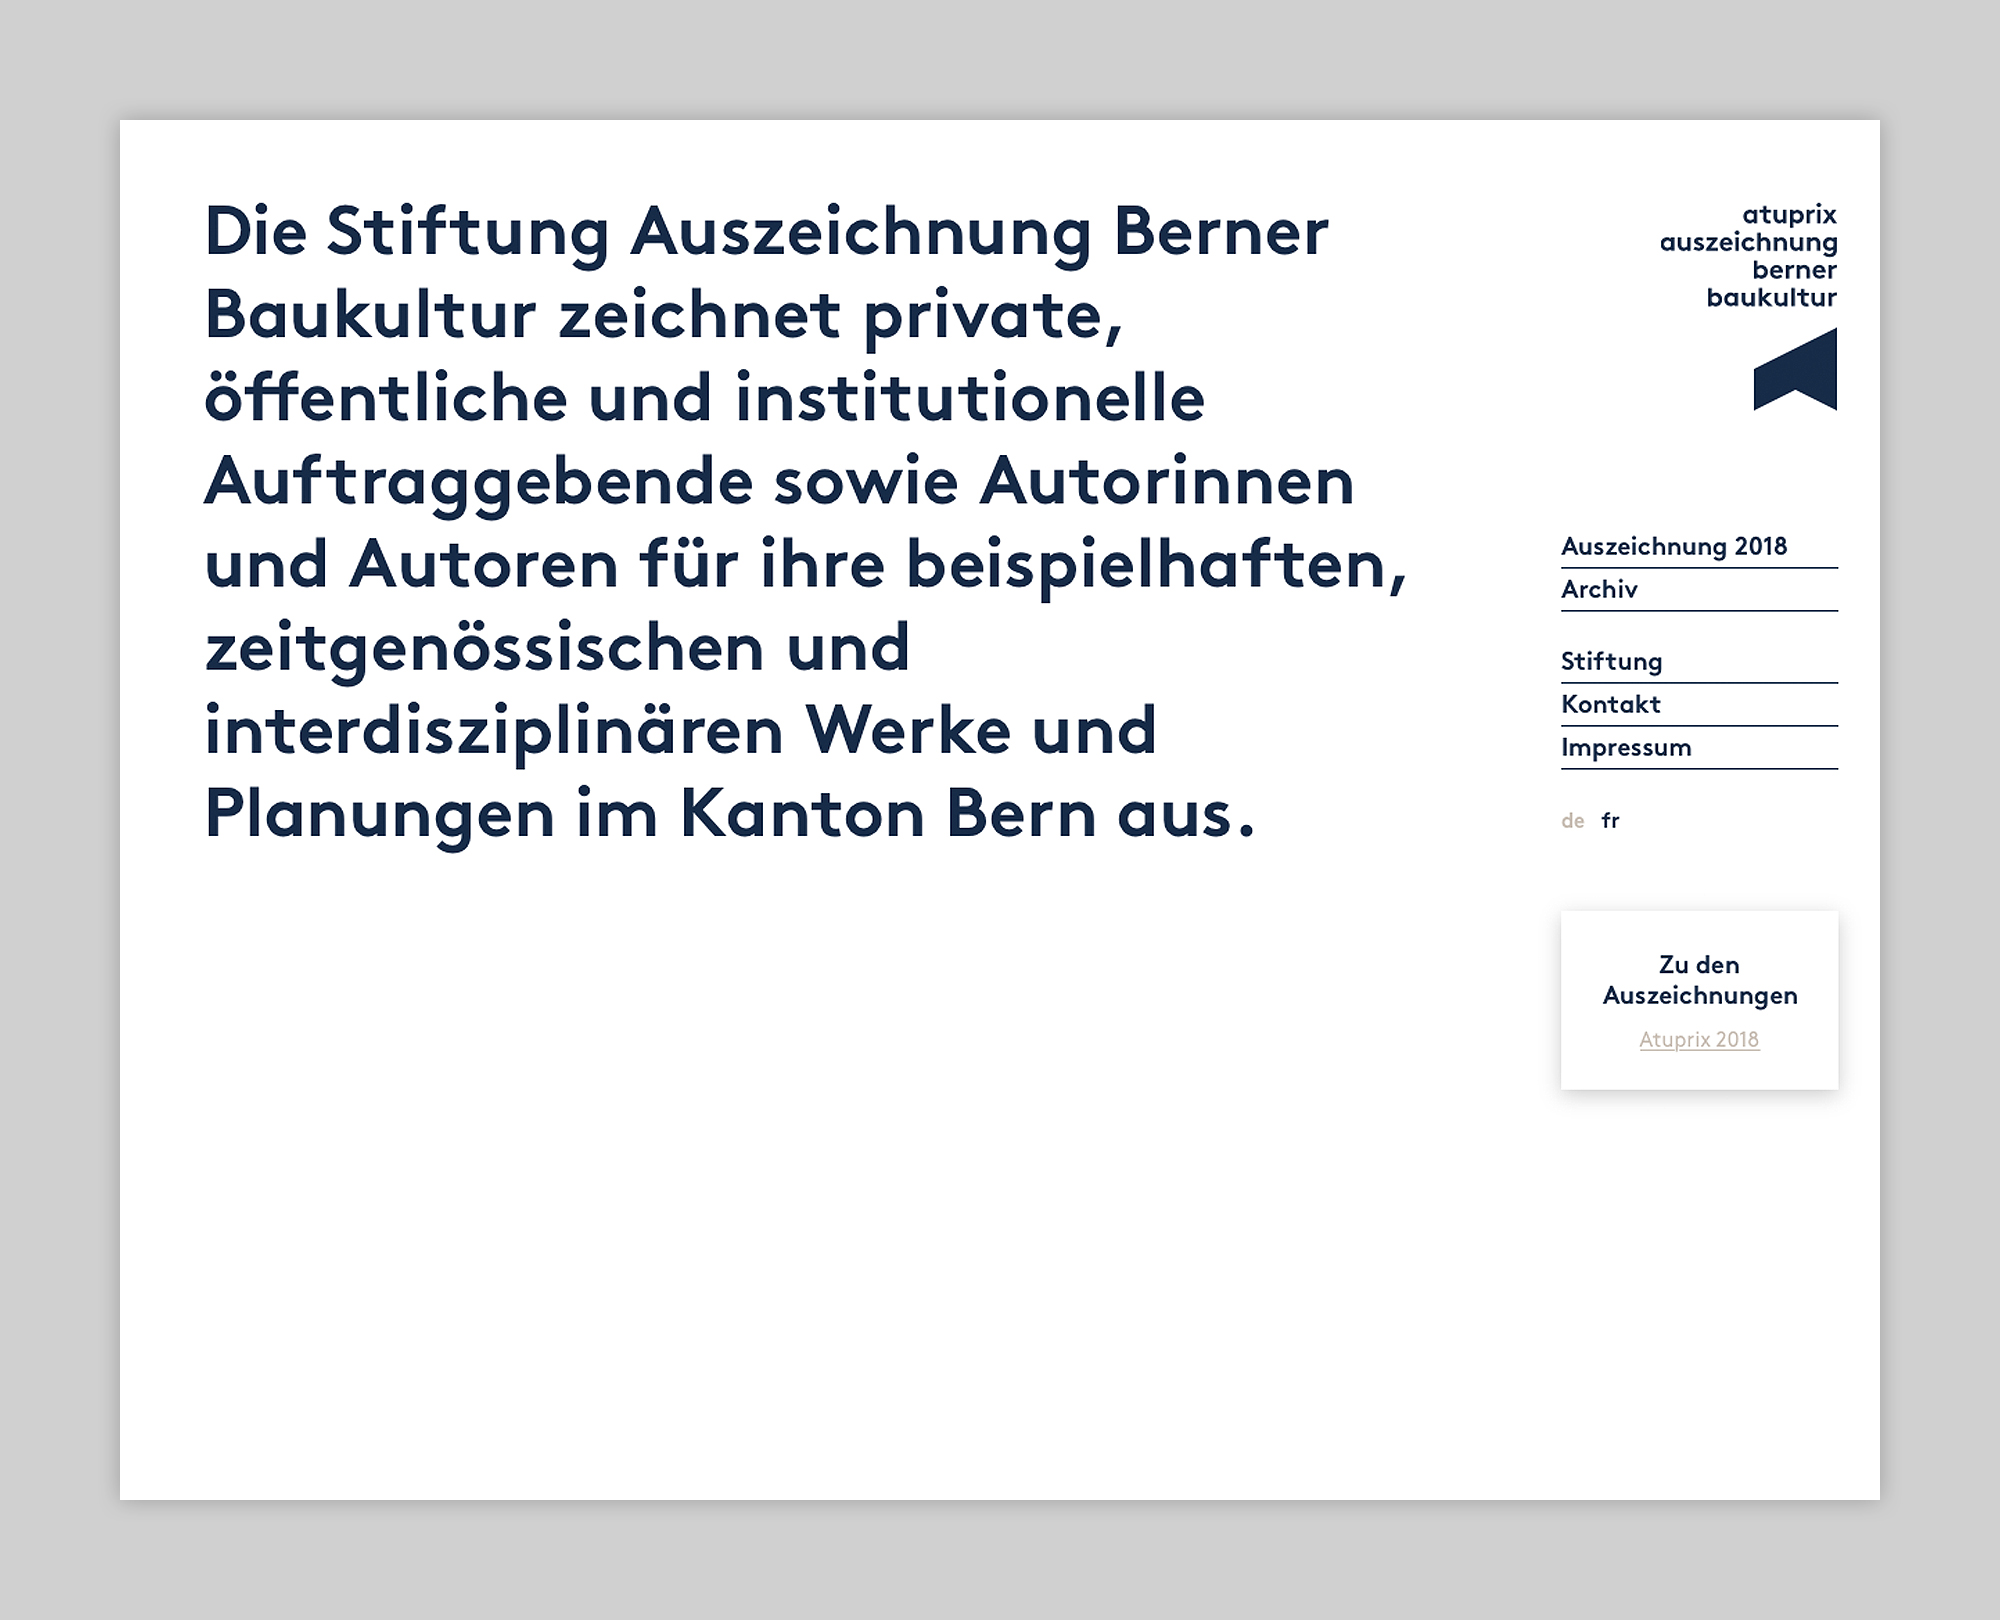 Die Stiftung Auszeichnung Berner
Baukultur zeichnet private,
öffentliche und institutionelle
Auftraggebende sowie Autorinnen
und Autoren für ihre beispielhaften,
zeitgenössischen und
interdisziplinären Werke und
Planungen im Kanton Bern aus.
atuprix
auszeichnung
berner
baukultur
Auszeichnung 2018
Archiv
Stiftung
Kontakt
Impressum
de fr
Zu den
Auszeichnungen
Atuprix 2018